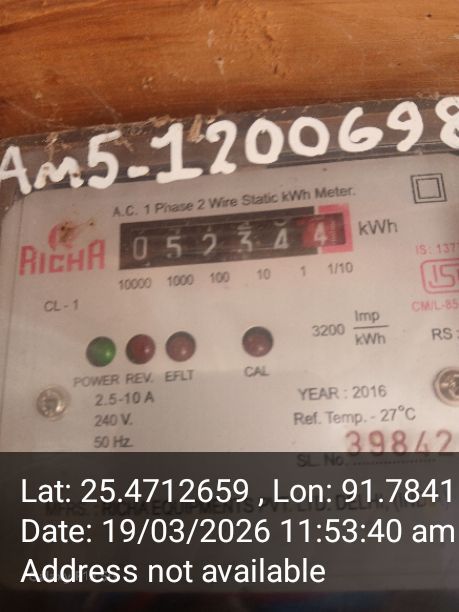 Am5-1200698
A.C. 1 Phase 2 Wire Static kWh Meter.
RICHA
0 5 2 3 4 4 kWh
10000 1000 100 10 1 1/10
IS: 137
CL - 1
CM/L-85
3200 Imp
kWh
RS :
POWER REV. EFLT CAL
2.5-10 A
240 V.
50 Hz.
YEAR : 2016
Ref. Temp. - 27°C
SL. No. 39842
MFRS. : RICHA EQUIPMENTS PVT. LTD. DELHI, (IND
Lat: 25.4712659 , Lon: 91.7841
Date: 19/03/2026 11:53:40 am
Address not available